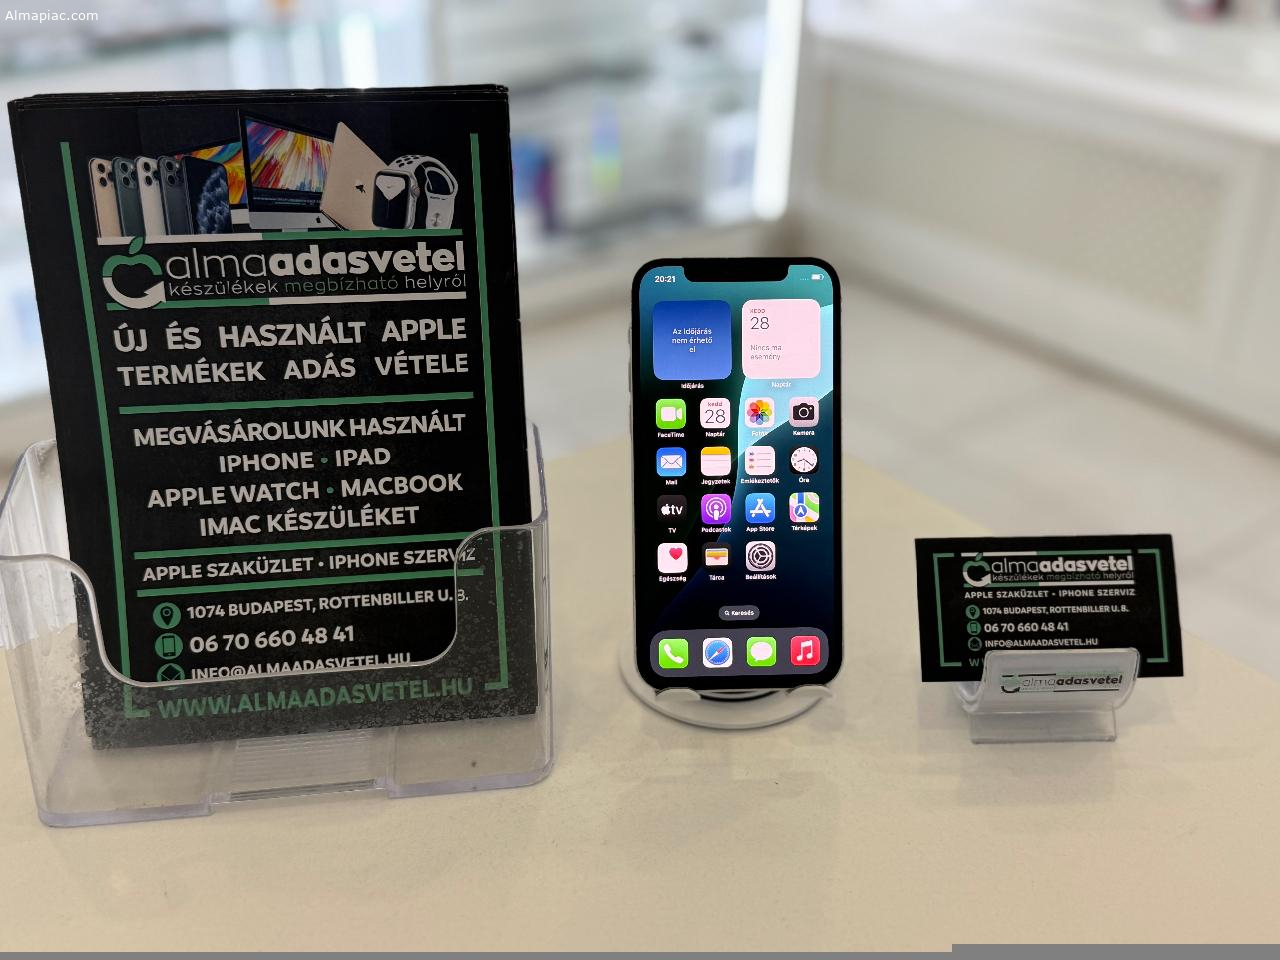 Almapiac.com
almaadasvetel
készülékek megbízható helyről
ÚJ ÉS HASZNÁLT APPLE
TERMÉKEK ADÁS VÉTELE
MEGVÁSÁROLUNK HASZNÁLT
IPHONE • IPAD
APPLE WATCH • MACBOOK
IMAC KÉSZÜLÉKET
APPLE SZAKÜZLET • IPHONE SZERVIZ
1074 BUDAPEST, ROTTENBILLER U. 8.
06 70 660 48 41
INFO@ALMAADASVETEL.HU
WWW.ALMAADASVETEL.HU
20:21
Az Időjárás
nem érhető
el
Időjárás
KEDD
28
Nincs ma
esemény
Naptár
kedd
28
FaceTime
Naptár
Fotók
Kamera
Mail
Jegyzetek
Emlékeztetők
Óra
tv
TV
Podcastok
App Store
Térképek
Egészség
Tárca
Beállítások
Keresés
almaadasvetel
készülékek megbízható helyről
APPLE SZAKÜZLET • IPHONE SZERVIZ
1074 BUDAPEST, ROTTENBILLER U. 8.
06 70 660 48 41
INFO@ALMAADASVETEL.HU
almaadasvetel